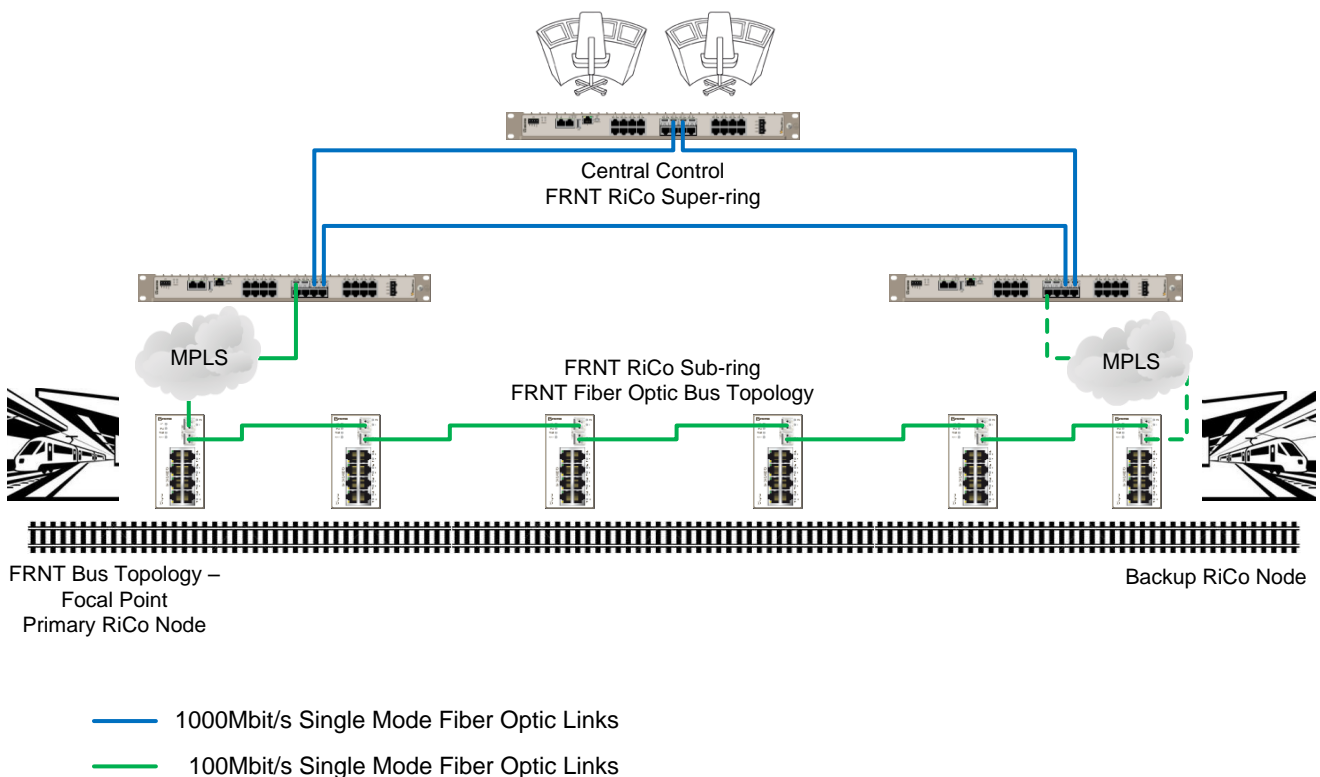 Central Control
FRNT RiCo Super-ring
MPLS
MPLS
FRNT RiCo Sub-ring
FRNT Fiber Optic Bus Topology
FRNT Bus Topology –
Focal Point
Primary RiCo Node
Backup RiCo Node
1000Mbit/s Single Mode Fiber Optic Links
100Mbit/s Single Mode Fiber Optic Links